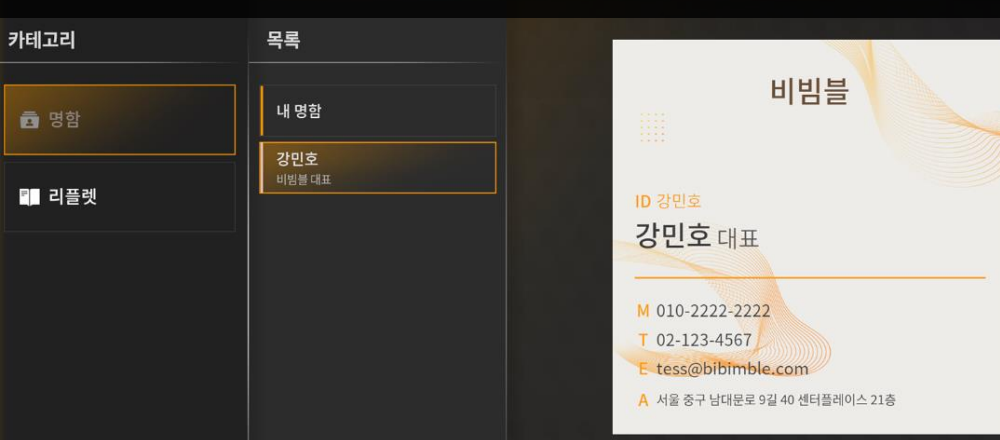 카테고리
명함
리플렛
목록
내 명함
강민호
비빔블 대표
비빔블
ID 강민호
강민호 대표
M 010-2222-2222
T 02-123-4567
E tess@bibimble.com
A 서울 중구 남대문로 9길 40 센터플레이스 21층